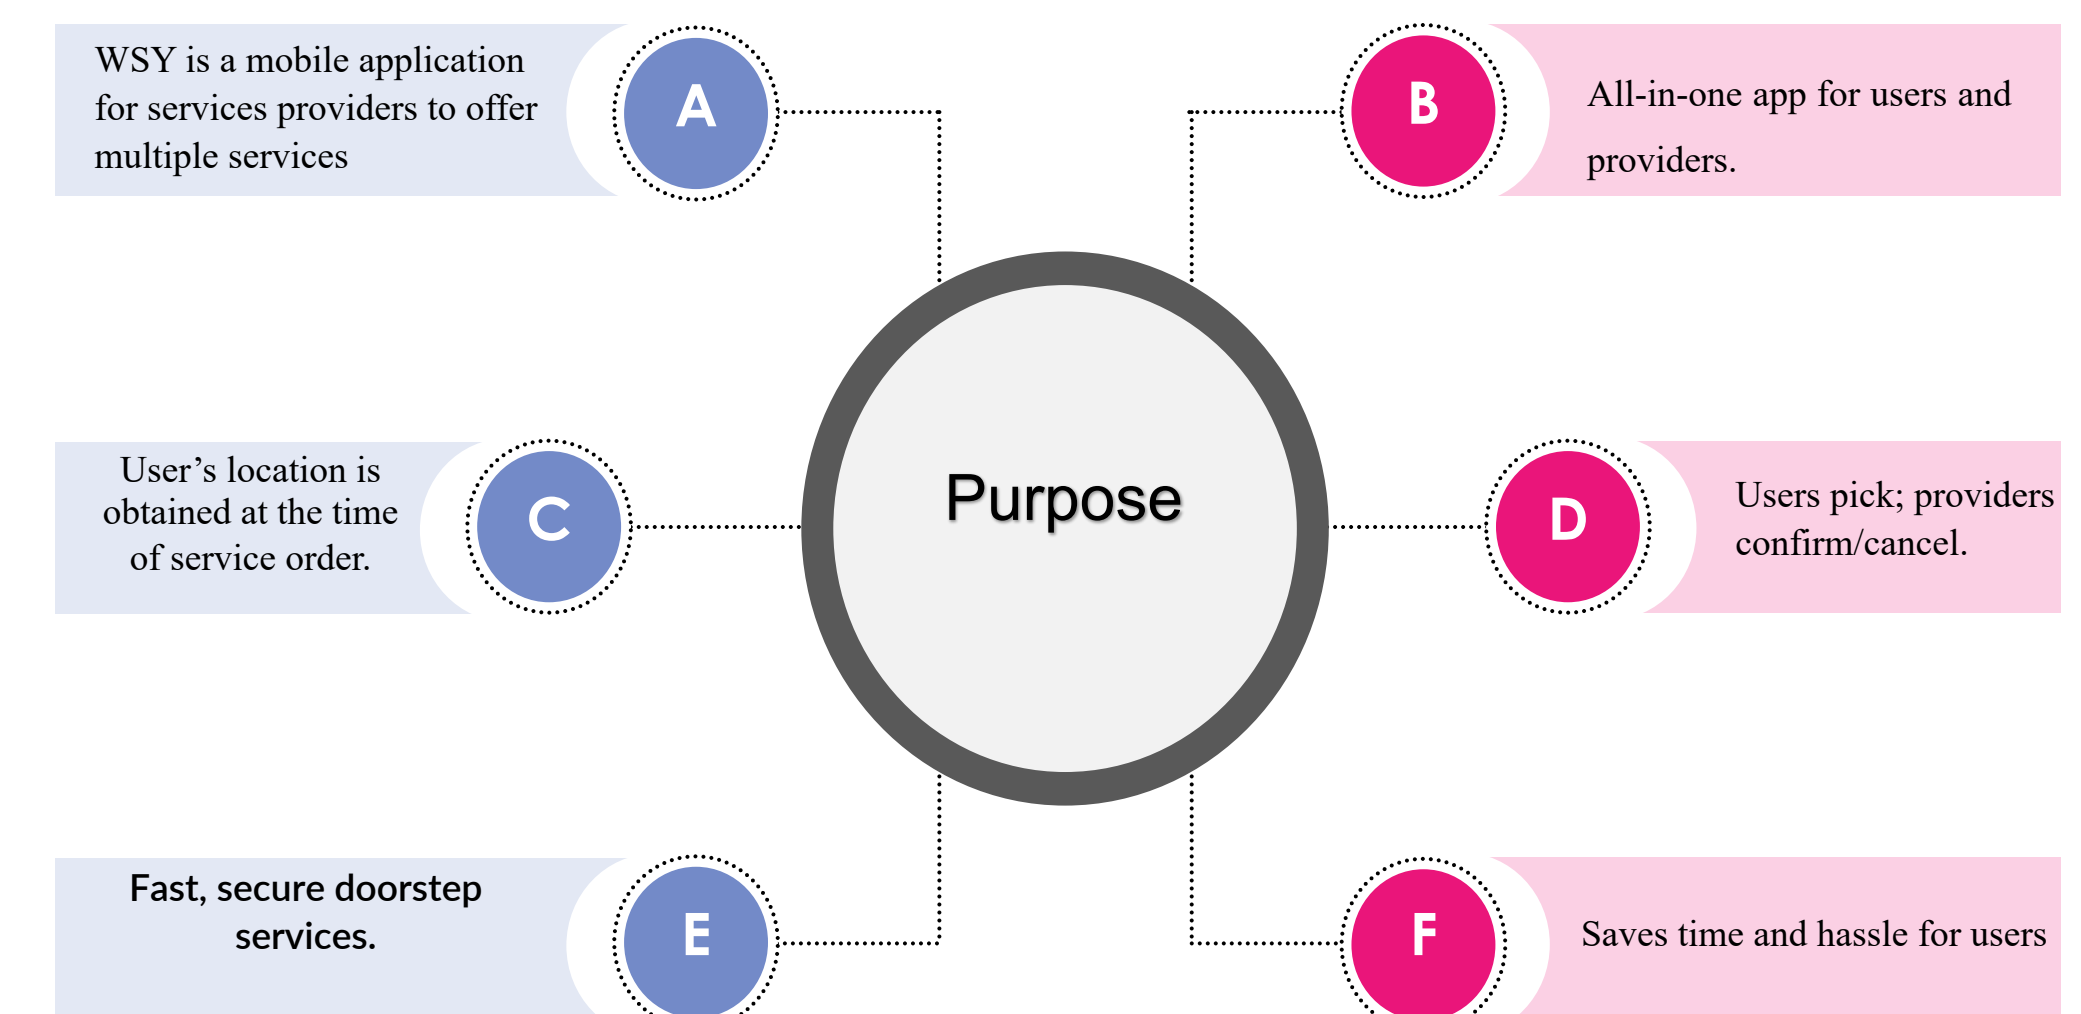 WSY is a mobile application
for services providers to offer
multiple services
A
B
All-in-one app for users and
providers.
User’s location is
obtained at the time
of service order.
C
Purpose
D
Users pick; providers
confirm/cancel.
Fast, secure doorstep
services.
E
F
Saves time and hassle for users